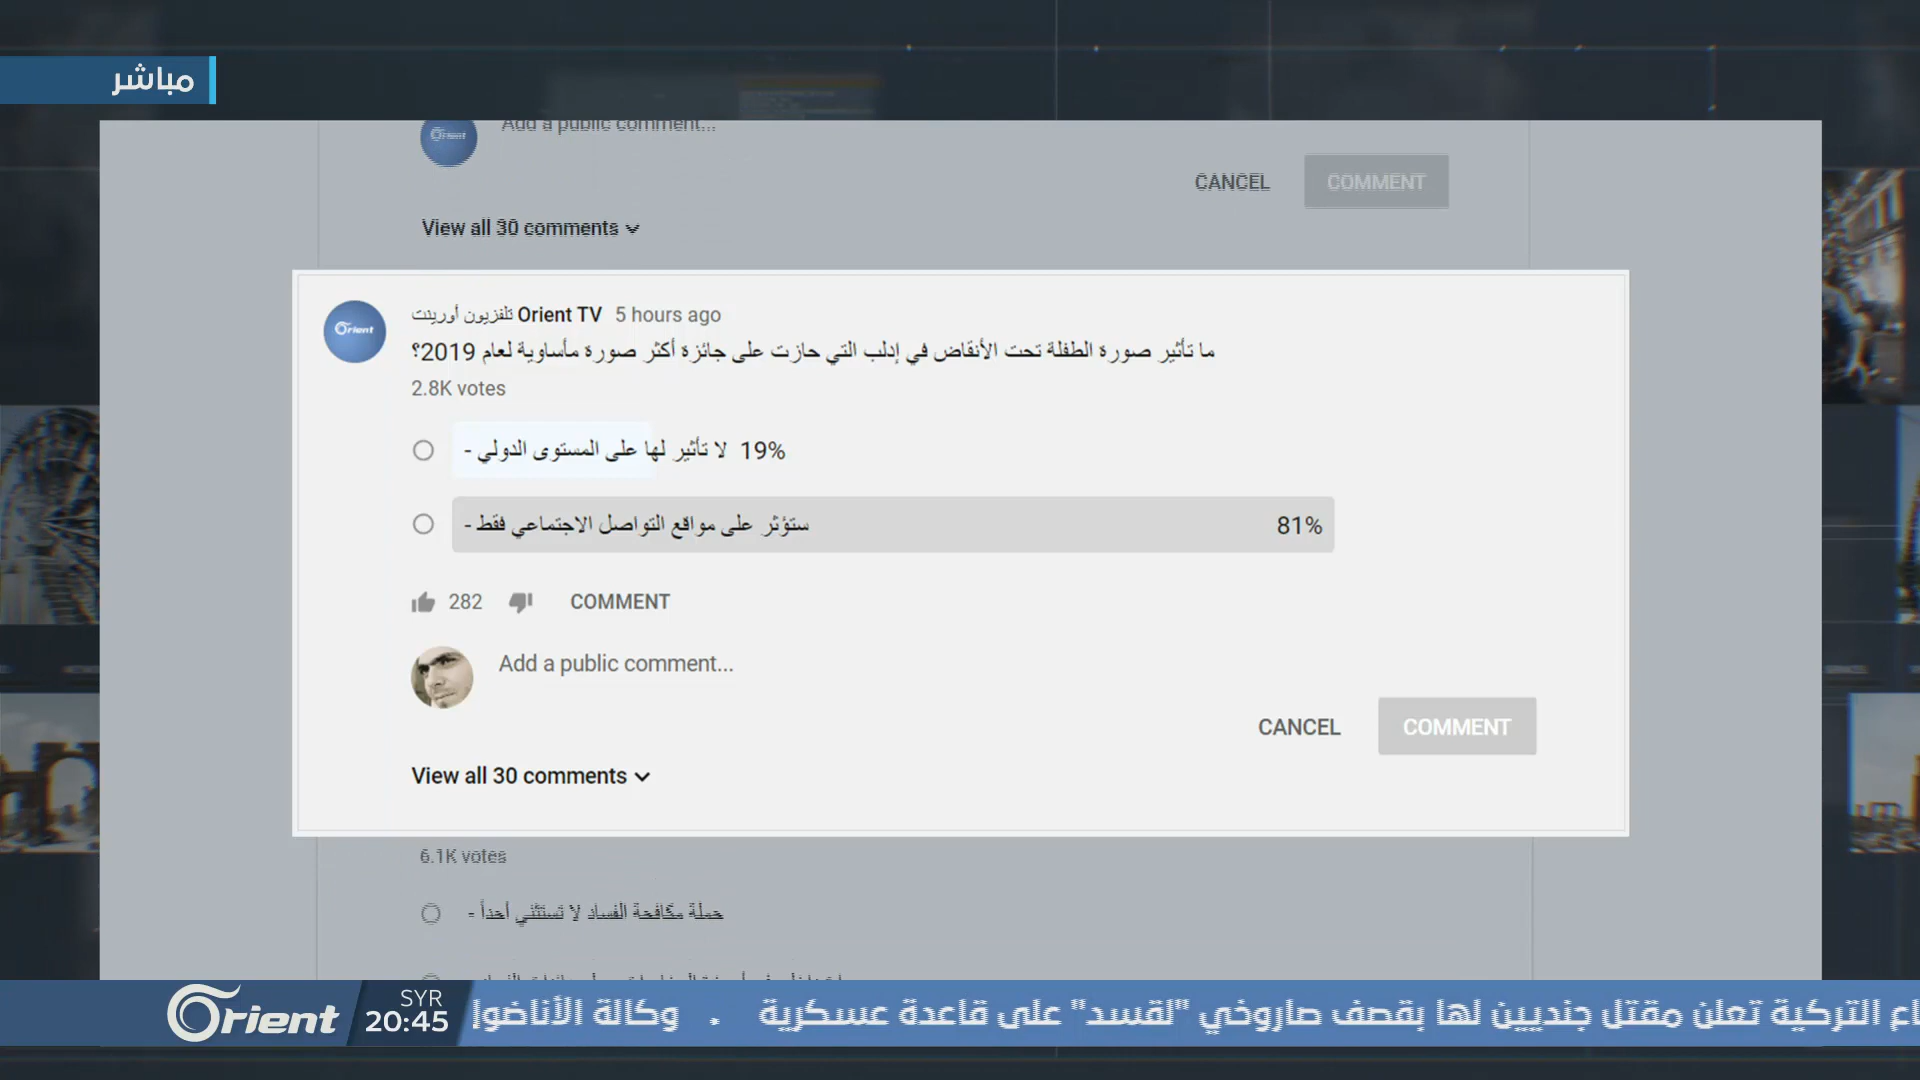 مباشر
Orient
Add a public comment...
CANCEL
COMMENT
View all 30 comments
Orient
تلفزيون أورينت Orient TV 5 hours ago
ما تأثير صورة الطفلة تحت الأنقاض في إدلب التي حازت على جائزة أكثر صورة مأساوية لعام 2019؟
2.8K votes
لا تأثير لها على المستوى الدولي - 19%
ستؤثر على مواقع التواصل الاجتماعي فقط - 81%
282 COMMENT
Add a public comment...
CANCEL
COMMENT
View all 30 comments
6.1K votes
حملة مكافحة الفساد لا تستثني أحداً -
Orient
SYR
20:45
اع التركية تعلن مقتل جنديين لها بقصف صاروخي "لقسد" على قاعدة عسكرية . وكالة الأناضوا